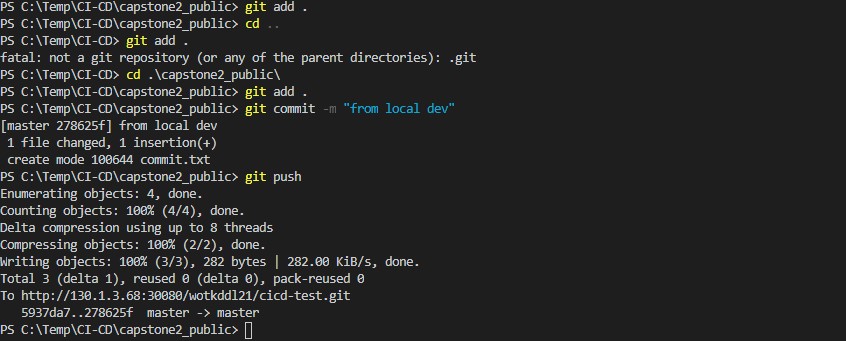 PS C:\Temp\CI-CD\capstone2_public> git add .
PS C:\Temp\CI-CD\capstone2_public> cd ..
PS C:\Temp\CI-CD> git add .
fatal: not a git repository (or any of the parent directories): .git
PS C:\Temp\CI-CD> cd .\capstone2_public\
PS C:\Temp\CI-CD\capstone2_public> git add .
PS C:\Temp\CI-CD\capstone2_public> git commit -m "from local dev"
[master 278625f] from local dev
 1 file changed, 1 insertion(+)
 create mode 100644 commit.txt
PS C:\Temp\CI-CD\capstone2_public> git push
Enumerating objects: 4, done.
Counting objects: 100% (4/4), done.
Delta compression using up to 8 threads
Compressing objects: 100% (2/2), done.
Writing objects: 100% (3/3), 282 bytes | 282.00 KiB/s, done.
Total 3 (delta 1), reused 0 (delta 0), pack-reused 0
To http://130.1.3.68:30080/wotkddl21/cicd-test.git
   5937da7..278625f  master -> master
PS C:\Temp\CI-CD\capstone2_public>